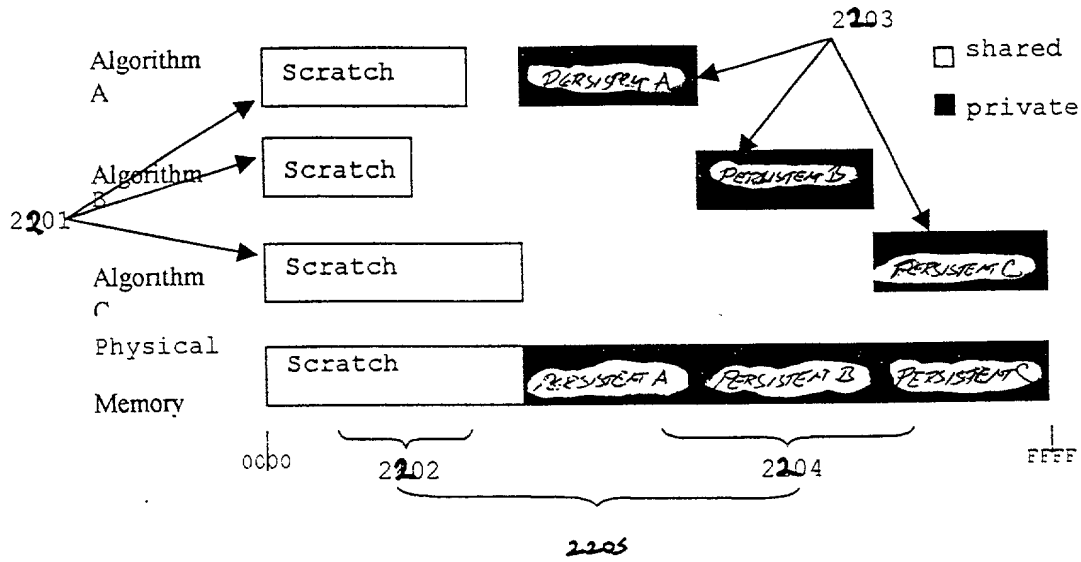 2203
shared
private
Algorithm
A
Scratch
PERSISTENT A
Algorithm
B
Scratch
PERSISTENT B
2201
Algorithm
C
Scratch
PERSISTENT C
Physical
Memory
Scratch
PERSISTENT A
PERSISTENT B
PERSISTENT C
0000
2202
2204
FFFF
2205